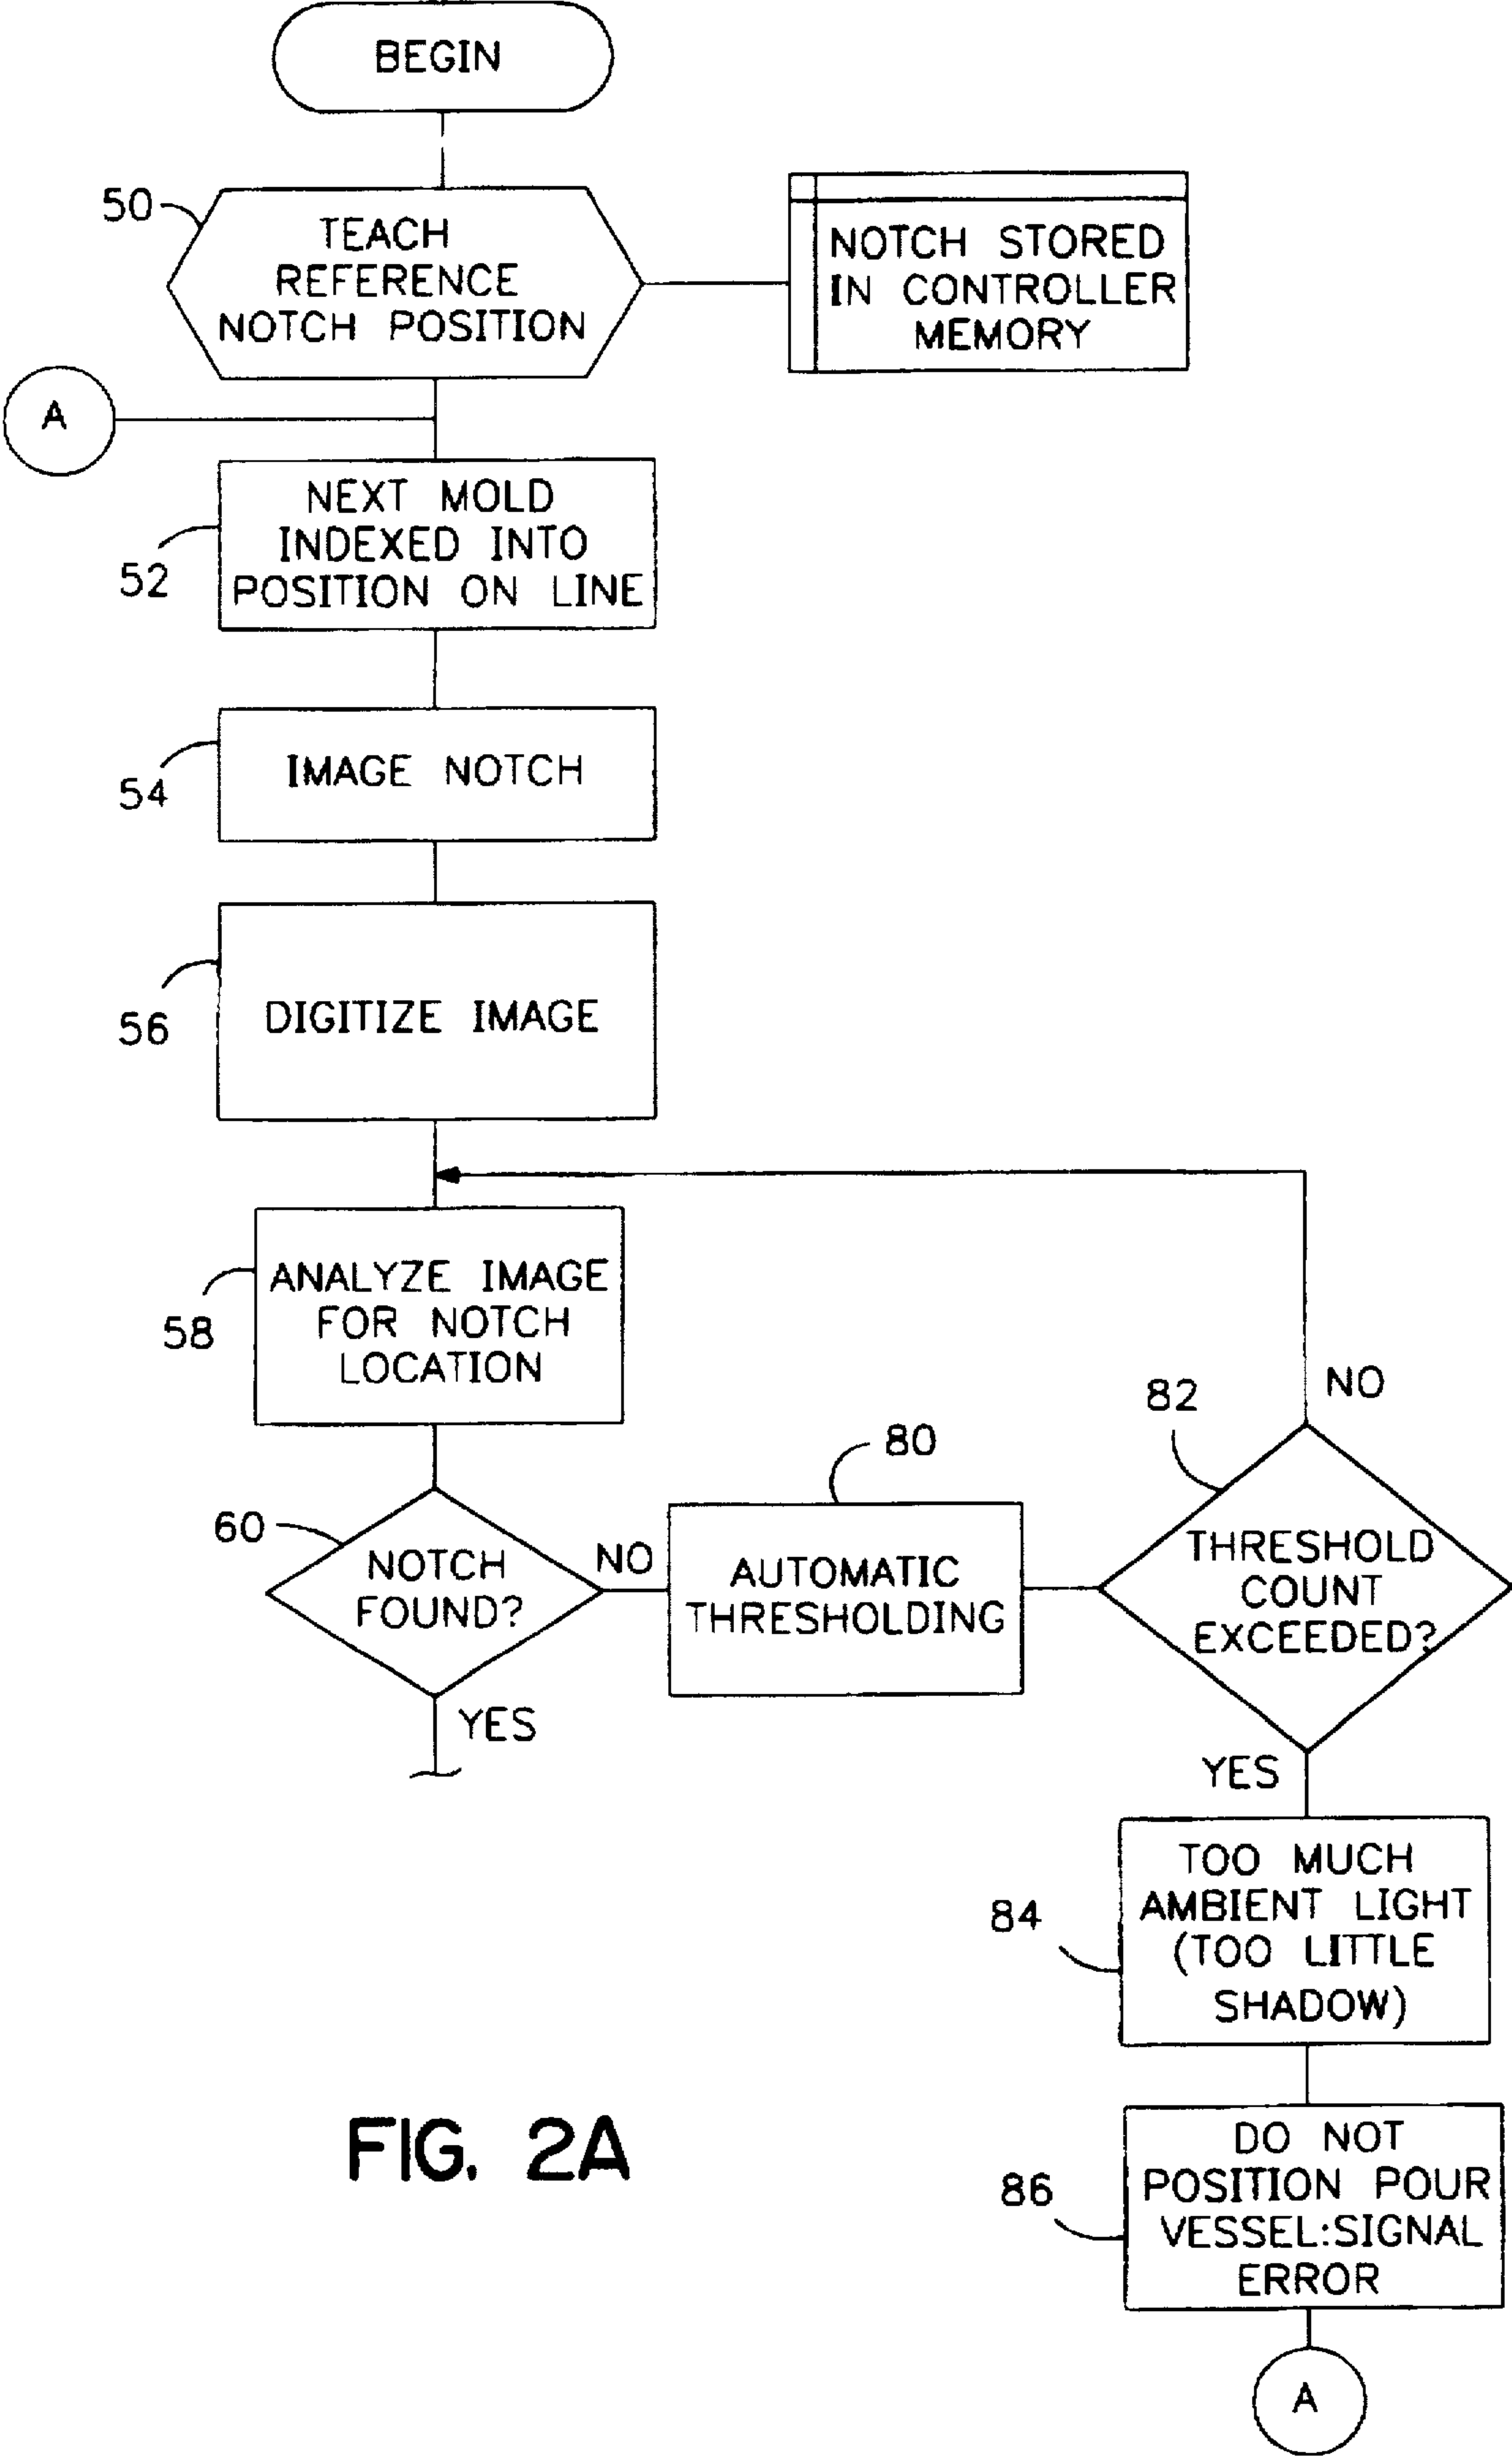 BEGIN
50
TEACH
REFERENCE
NOTCH POSITION
NOTCH STORED
IN CONTROLLER
MEMORY
A
NEXT MOLD
INDEXED INTO
POSITION ON LINE
52
IMAGE NOTCH
54
DIGITIZE IMAGE
56
ANALYZE IMAGE
FOR NOTCH
LOCATION
58
60
NOTCH
FOUND?
NO
YES
80
AUTOMATIC
THRESHOLDING
82
NO
THRESHOLD
COUNT
EXCEEDED?
YES
TOO MUCH
AMBIENT LIGHT
(TOO LITTLE
SHADOW)
84
DO NOT
POSITION POUR
VESSEL:SIGNAL
ERROR
86
A
FIG. 2A